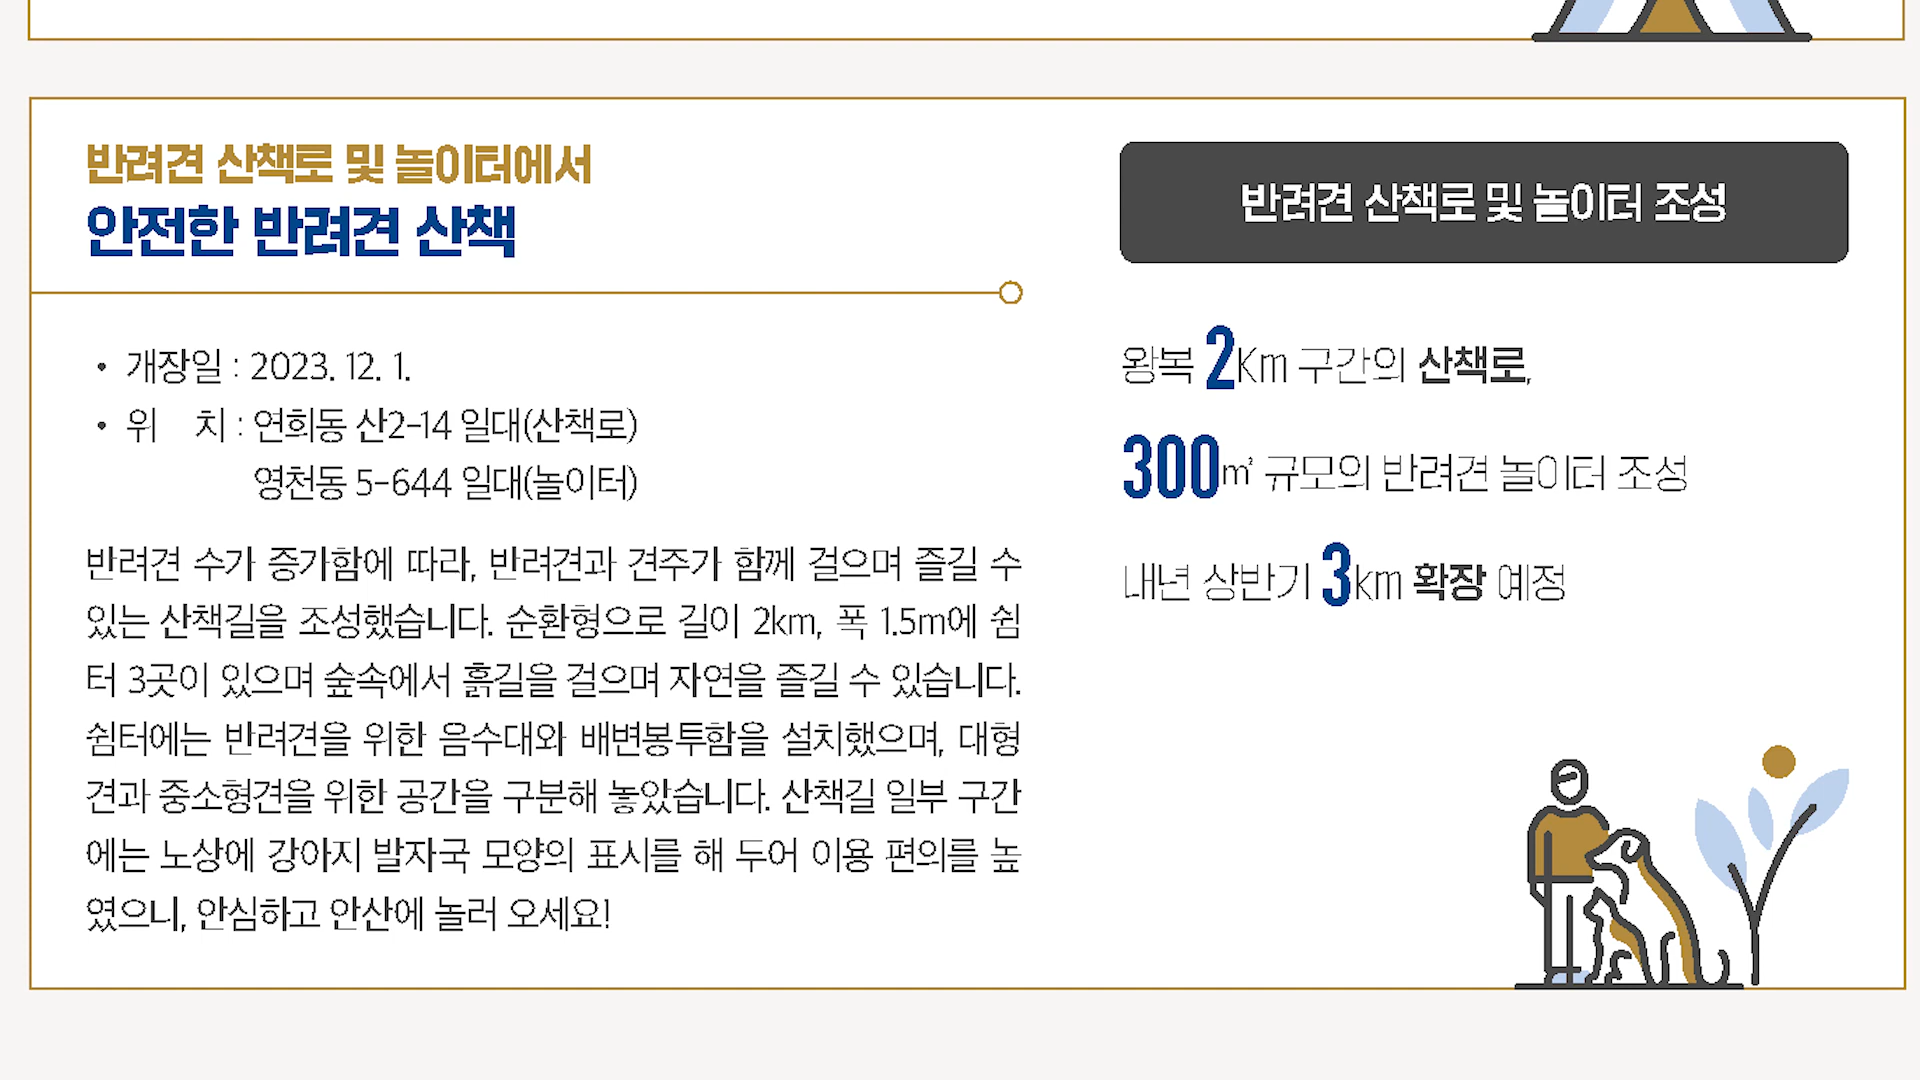 반려견 산책로 및 놀이터에서
안전한 반려견 산책
• 개장일 : 2023. 12. 1.
• 위 치 : 연희동 산2-14 일대(산책로)
영천동 5-644 일대(놀이터)
반려견 수가 증가함에 따라, 반려견과 견주가 함께 걸으며 즐길 수
있는 산책길을 조성했습니다. 순환형으로 길이 2km, 폭 1.5m에 쉼
터 3곳이 있으며 숲속에서 흙길을 걸으며 자연을 즐길 수 있습니다.
쉼터에는 반려견을 위한 음수대와 배변봉투함을 설치했으며, 대형
견과 중소형견을 위한 공간을 구분해 놓았습니다. 산책길 일부 구간
에는 노상에 강아지 발자국 모양의 표시를 해 두어 이용 편의를 높
였으니, 안심하고 안산에 놀러 오세요!
반려견 산책로 및 놀이터 조성
왕복 2Km 구간의 산책로,
300㎡ 규모의 반려견 놀이터 조성
내년 상반기 3km 확장 예정